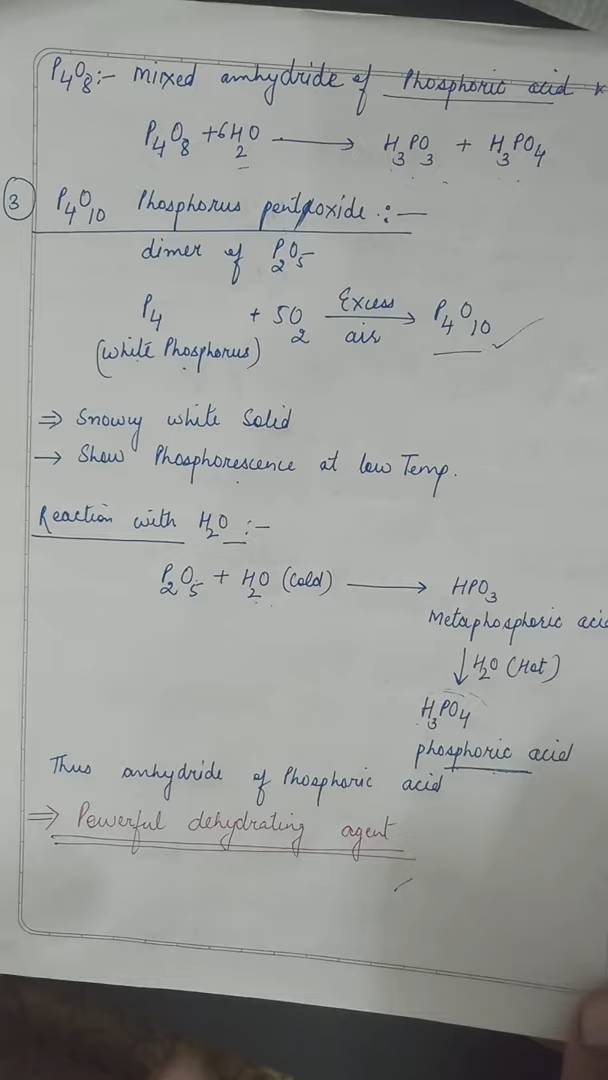 P₄O₈:- Mixed anhydride of Phosphoric acid
P₄O₈ + 6H₂O ⟶ H₃PO₃ + H₃PO₄
③ P₄O₁₀ Phosphorus pentaoxide :—
dimer of P₂O₅
P₄ + 5O₂ Excess air ⟶ P₄O₁₀ ✓
(White Phosphorus)
⇒ Snowy white Solid
→ Show Phosphorescence at low Temp.
Reaction with H₂O :-
P₂O₅ + H₂O (Cold) ⟶ HPO₃
Metaphosphoric aci
↓ H₂O (Hot)
H₃PO₄
phosphoric acid
Thus anhydride of Phosphoric acid
⇒ Powerful dehydrating agent